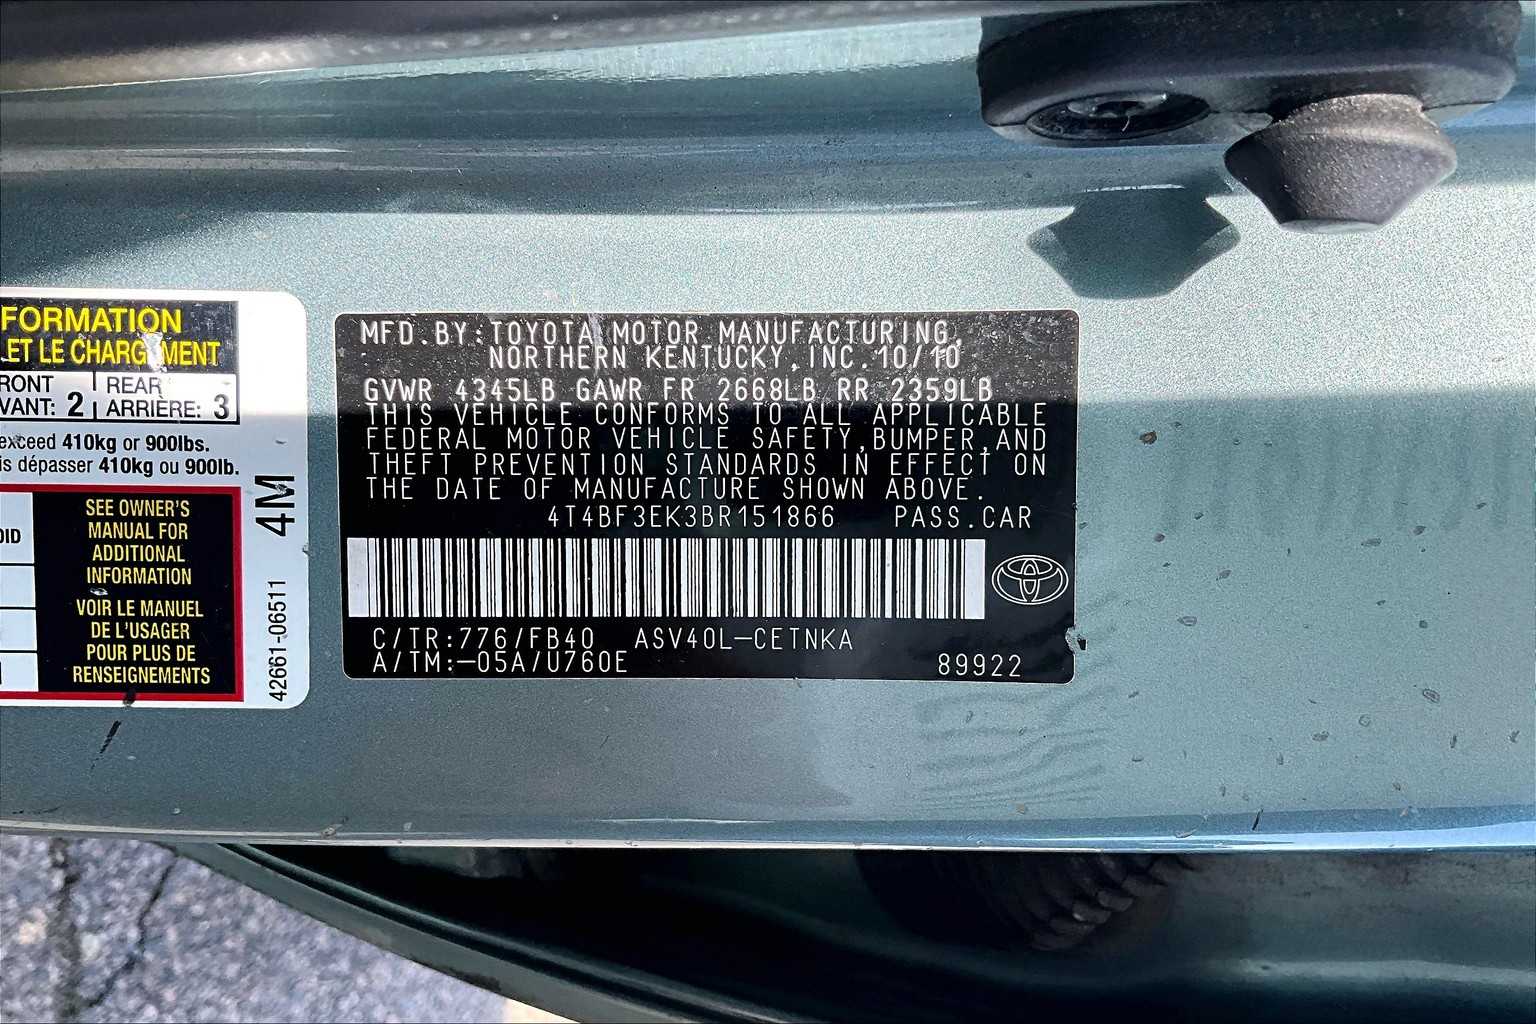 FORMATION
ET LE CHARGEMENT
RONT REAR
VANT: 2 ARRIÈRE: 3
exceed 410kg or 900lbs.
is dépasser 410kg ou 900lb.
OID
SEE OWNER'S
MANUAL FOR
ADDITIONAL
INFORMATION
VOIR LE MANUEL
DE L'USAGER
POUR PLUS DE
RENSEIGNEMENTS
4M
42661-06511
MFD.BY:TOYOTA MOTOR MANUFACTURING,
NORTHERN KENTUCKY,INC.10/10
GVWR 4345LB GAWR FR 2668LB RR 2359LB
THIS VEHICLE CONFORMS TO ALL APPLICABLE
FEDERAL MOTOR VEHICLE SAFETY,BUMPER,AND
THEFT PREVENTION STANDARDS IN EFFECT ON
THE DATE OF MANUFACTURE SHOWN ABOVE.
4T4BF3EK3BR151866 PASS.CAR
C/TR:776/FB40 ASV40L-CETNKA
A/TM:-05A/U760E 89922